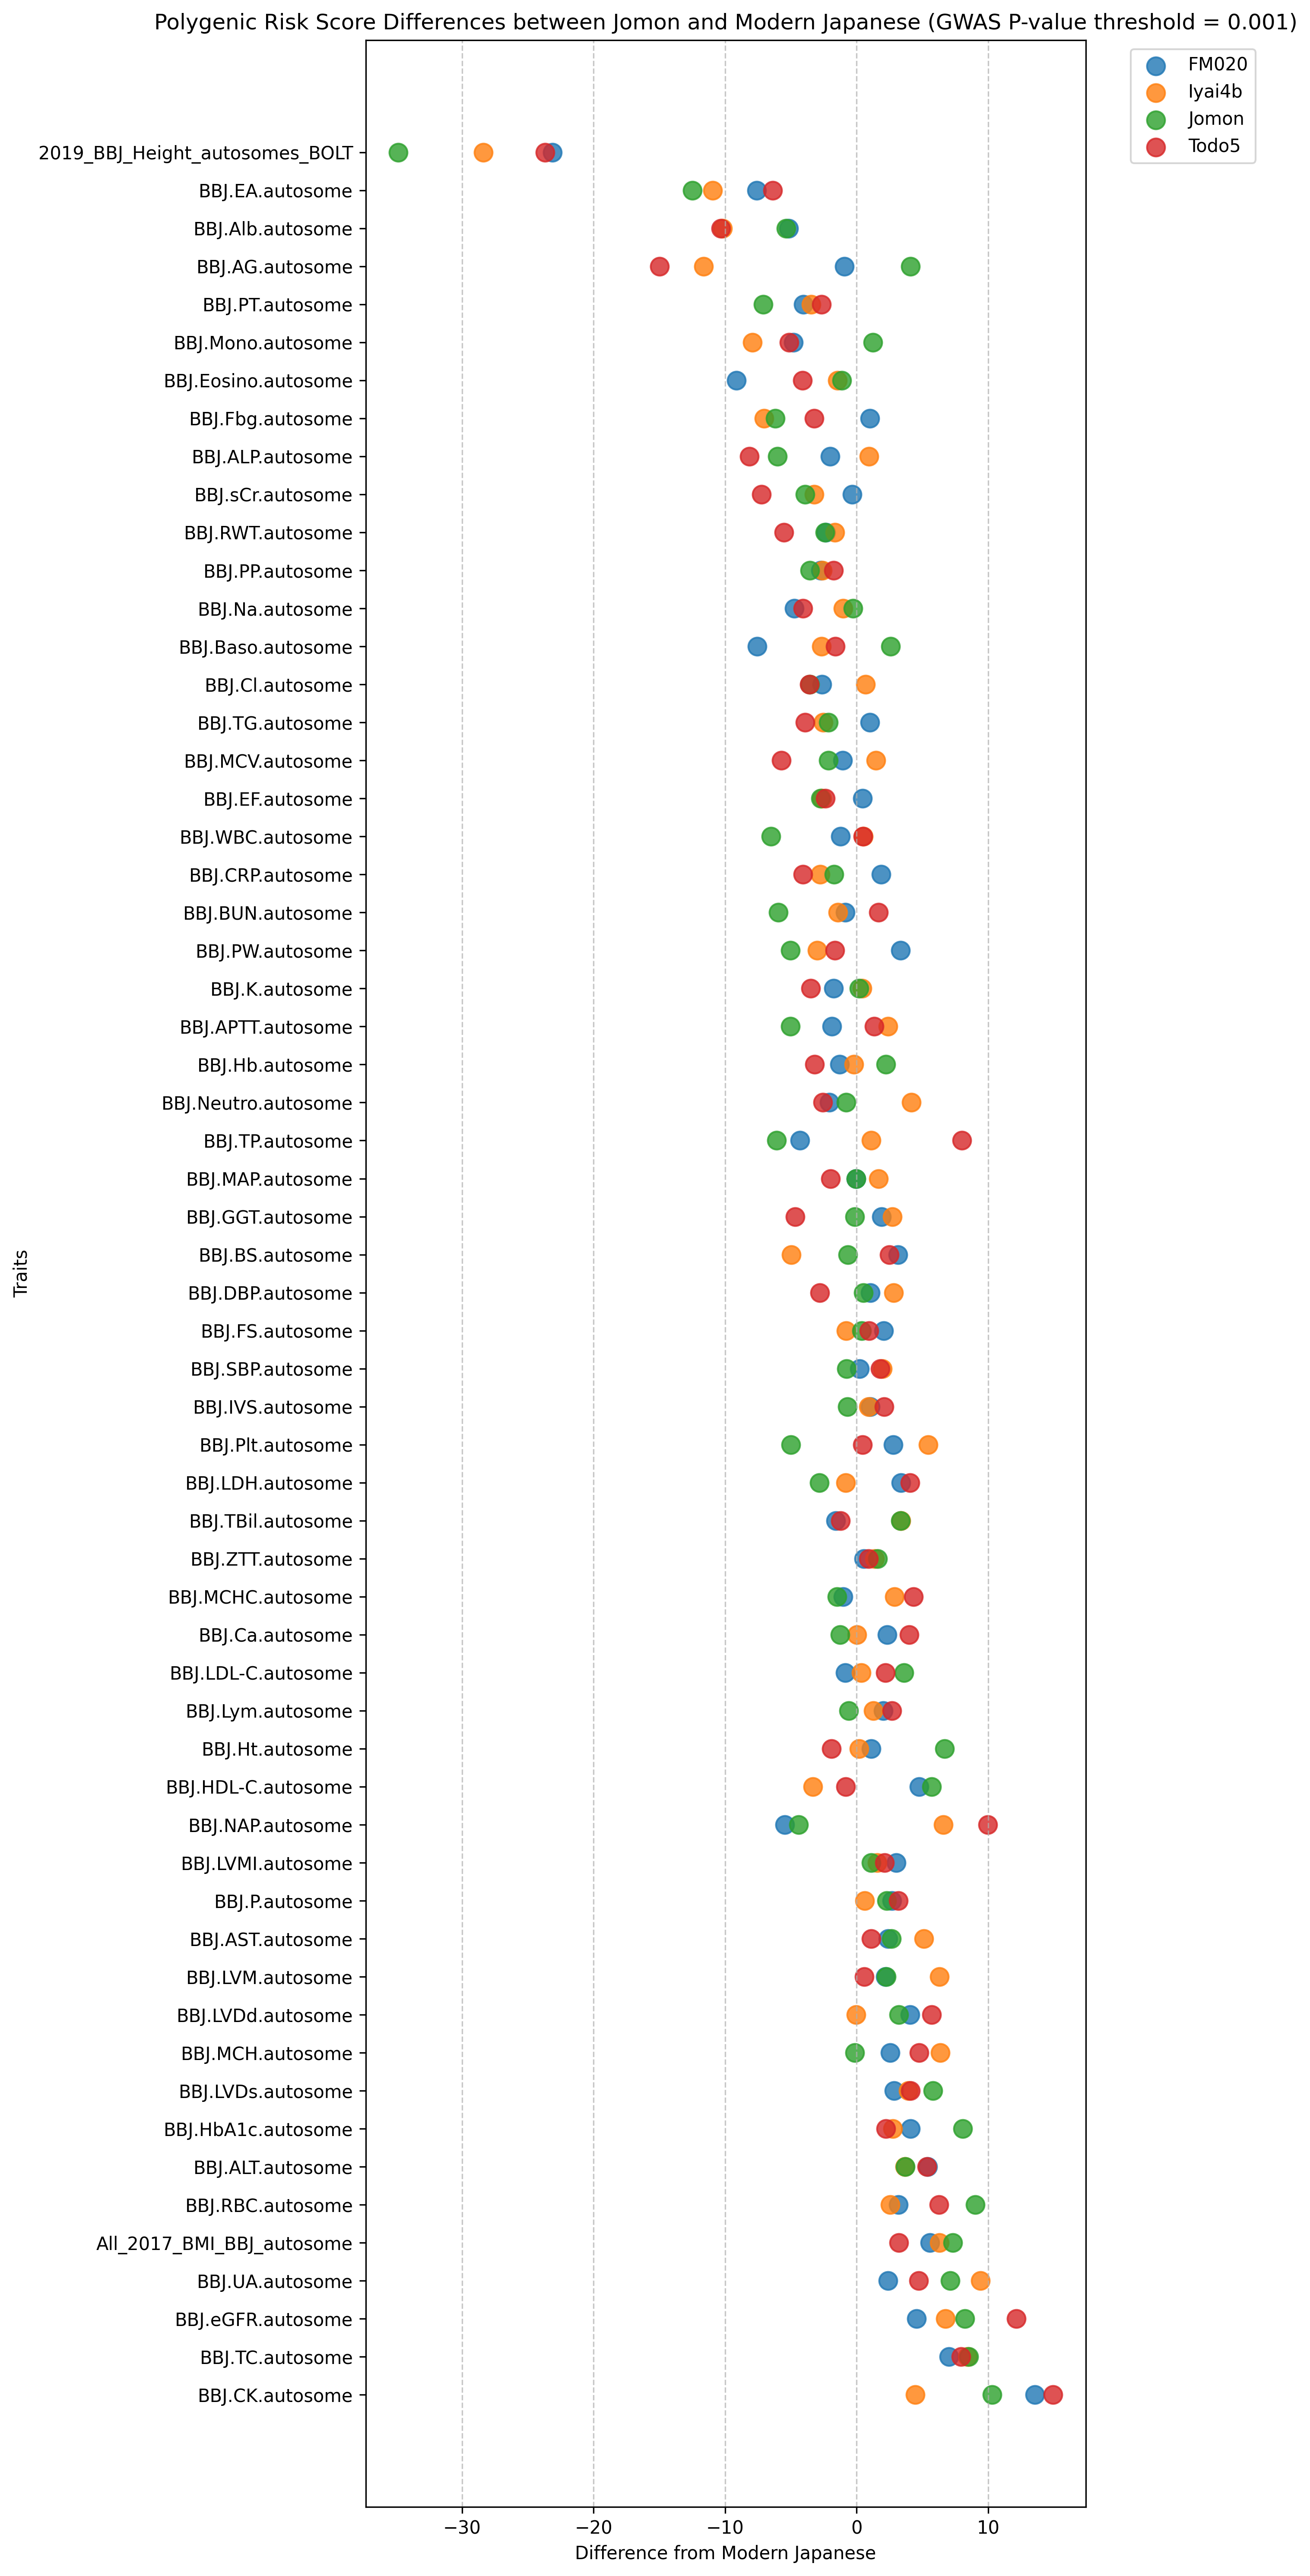 Polygenic Risk Score Differences between Jomon and Modern Japanese (GWAS P-value threshold = 0.001)
FM020
Iyai4b
Jomon
Todo5
2019_BBJ_Height_autosomes_BOLT
BBJ.EA.autosome
BBJ.Alb.autosome
BBJ.AG.autosome
BBJ.PT.autosome
BBJ.Mono.autosome
BBJ.Eosino.autosome
BBJ.Fbg.autosome
BBJ.ALP.autosome
BBJ.sCr.autosome
BBJ.RWT.autosome
BBJ.PP.autosome
BBJ.Na.autosome
BBJ.Baso.autosome
BBJ.Cl.autosome
BBJ.TG.autosome
BBJ.MCV.autosome
BBJ.EF.autosome
BBJ.WBC.autosome
BBJ.CRP.autosome
BBJ.BUN.autosome
BBJ.PW.autosome
BBJ.K.autosome
BBJ.APTT.autosome
BBJ.Hb.autosome
BBJ.Neutro.autosome
BBJ.TP.autosome
BBJ.MAP.autosome
BBJ.GGT.autosome
BBJ.BS.autosome
BBJ.DBP.autosome
BBJ.FS.autosome
BBJ.SBP.autosome
BBJ.IVS.autosome
BBJ.Plt.autosome
BBJ.LDH.autosome
BBJ.TBil.autosome
BBJ.ZTT.autosome
BBJ.MCHC.autosome
BBJ.Ca.autosome
BBJ.LDL-C.autosome
BBJ.Lym.autosome
BBJ.Ht.autosome
BBJ.HDL-C.autosome
BBJ.NAP.autosome
BBJ.LVMI.autosome
BBJ.P.autosome
BBJ.AST.autosome
BBJ.LVM.autosome
BBJ.LVDd.autosome
BBJ.MCH.autosome
BBJ.LVDs.autosome
BBJ.HbA1c.autosome
BBJ.ALT.autosome
BBJ.RBC.autosome
All_2017_BMI_BBJ_autosome
BBJ.UA.autosome
BBJ.eGFR.autosome
BBJ.TC.autosome
BBJ.CK.autosome
Traits
−30 −20 −10 0 10
Difference from Modern Japanese